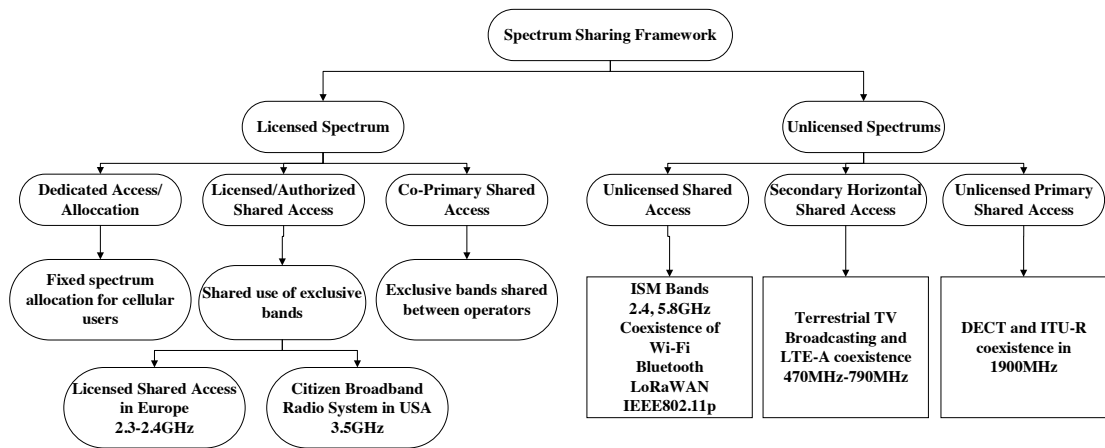 Spectrum Sharing Framework
Licensed Spectrum
Unlicensed Spectrums
Dedicated Access/
Alloccation
Licensed/Authorized
Shared Access
Co-Primary Shared
Access
Unlicensed Shared
Access
Secondary Horizontal
Shared Access
Unlicensed Primary
Shared Access
Fixed spectrum
allocation for cellular
users
Shared use of exclusive
bands
Exclusive bands shared
between operators
ISM Bands
2.4, 5.8GHz
Coexistence of
Wi-Fi
Bluetooth
LoRaWAN
IEEE802.11p
Terrestrial TV
Broadcasting and
LTE-A coexistence
470MHz-790MHz
DECT and ITU-R
coexistence in
1900MHz
Licensed Shared Access
in Europe
2.3-2.4GHz
Citizen Broadband
Radio System in USA
3.5GHz